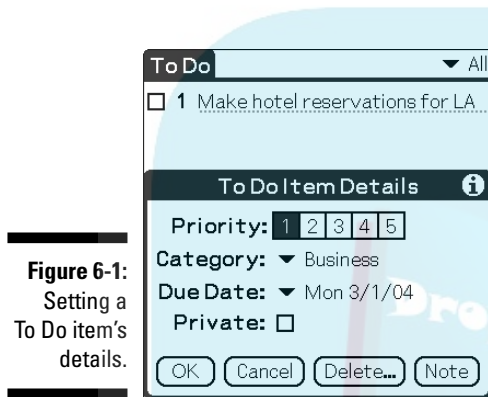 To Do
All
1 Make hotel reservations for LA
To Do Item Details
Priority: 1 2 3 4 5
Category: Business
Due Date: Mon 3/1/04
Private:
OK Cancel Delete... Note
Figure 6-1:
Setting a
To Do item's
details.